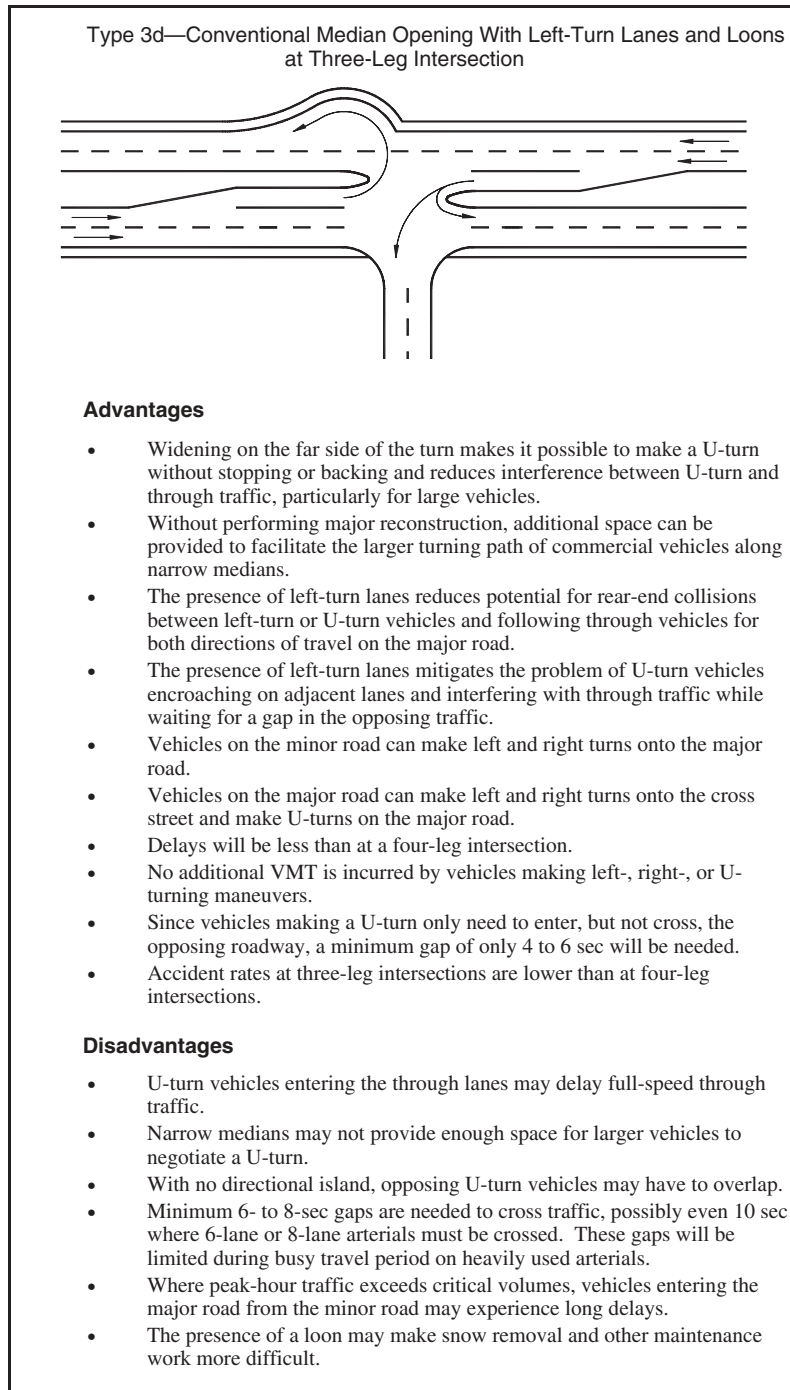 Type 3d—Conventional Median Opening With Left-Turn Lanes and Loons
at Three-Leg Intersection
Advantages
• Widening on the far side of the turn makes it possible to make a U-turn
without stopping or backing and reduces interference between U-turn and
through traffic, particularly for large vehicles.
• Without performing major reconstruction, additional space can be
provided to facilitate the larger turning path of commercial vehicles along
narrow medians.
• The presence of left-turn lanes reduces potential for rear-end collisions
between left-turn or U-turn vehicles and following through vehicles for
both directions of travel on the major road.
• The presence of left-turn lanes mitigates the problem of U-turn vehicles
encroaching on adjacent lanes and interfering with through traffic while
waiting for a gap in the opposing traffic.
• Vehicles on the minor road can make left and right turns onto the major
road.
• Vehicles on the major road can make left and right turns onto the cross
street and make U-turns on the major road.
• Delays will be less than at a four-leg intersection.
• No additional VMT is incurred by vehicles making left-, right-, or U-
turning maneuvers.
• Since vehicles making a U-turn only need to enter, but not cross, the
opposing roadway, a minimum gap of only 4 to 6 sec will be needed.
• Accident rates at three-leg intersections are lower than at four-leg
intersections.
Disadvantages
• U-turn vehicles entering the through lanes may delay full-speed through
traffic.
• Narrow medians may not provide enough space for larger vehicles to
negotiate a U-turn.
• With no directional island, opposing U-turn vehicles may have to overlap.
• Minimum 6- to 8-sec gaps are needed to cross traffic, possibly even 10 sec
where 6-lane or 8-lane arterials must be crossed. These gaps will be
limited during busy travel period on heavily used arterials.
• Where peak-hour traffic exceeds critical volumes, vehicles entering the
major road from the minor road may experience long delays.
• The presence of a loon may make snow removal and other maintenance
work more difficult.